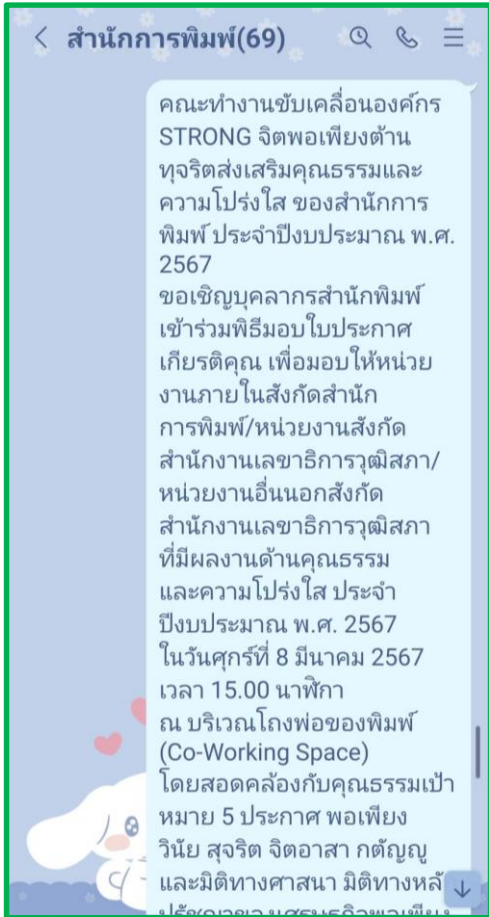 สำนักการพิมพ์(69)
คณะทำงานขับเคลื่อนองค์กร
STRONG จิตพอเพียงต้าน
ทุจริตส่งเสริมคุณธรรมและ
ความโปร่งใส ของสำนักการ
พิมพ์ ประจำปีงบประมาณ พ.ศ.
2567
ขอเชิญบุคลากรสำนักพิมพ์
เข้าร่วมพิธีมอบใบประกาศ
เกียรติคุณ เพื่อมอบให้หน่วย
งานภายในสังกัดสำนัก
การพิมพ์/หน่วยงานสังกัด
สำนักงานเลขาธิการวุฒิสภา/
หน่วยงานอื่นนอกสังกัด
สำนักงานเลขาธิการวุฒิสภา
ที่มีผลงานด้านคุณธรรม
และความโปร่งใส ประจำ
ปีงบประมาณ พ.ศ. 2567
ในวันศุกร์ที่ 8 มีนาคม 2567
เวลา 15.00 นาฬิกา
ณ บริเวณโถงพ่อของพิมพ์
(Co-Working Space)
โดยสอดคล้องกับคุณธรรมเป้า
หมาย 5 ประกาศ พอเพียง
วินัย สุจริต จิตอาสา กตัญญู
และมิติทางศาสนา มิติทางหลั